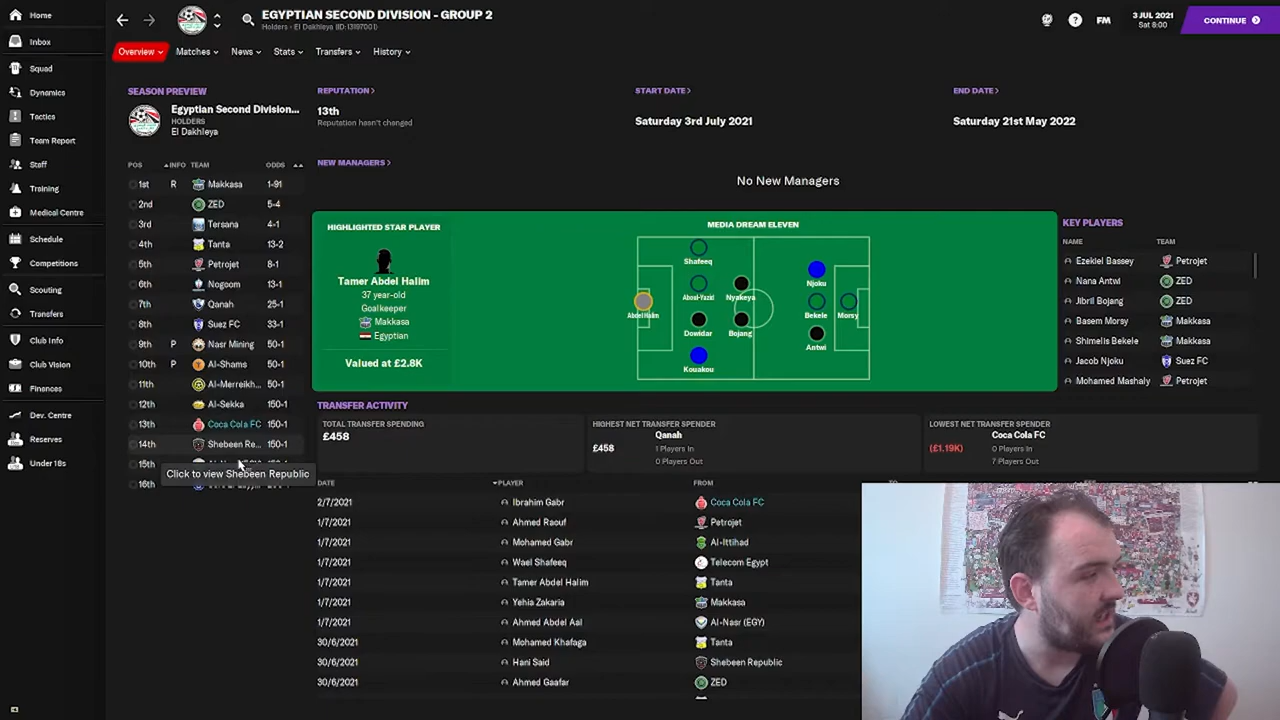 Home
Inbox
Squad
Dynamics
Tactics
Team Report
Staff
Training
Medical Centre
Schedule
Competitions
Scouting
Transfers
Club Info
Club Vision
Finances
Dev. Centre
Reserves
Under 18s
EGYPTIAN SECOND DIVISION - GROUP 2
Holders - El Dakhleya (ID:13197001)
FM
3 JUL 2021
Sat 8:00
CONTINUE
Overview
Matches
News
Stats
Transfers
History
SEASON PREVIEW
Egyptian Second Division...
HOLDERS
El Dakhleya
REPUTATION
13th
Reputation hasn't changed
START DATE
Saturday 3rd July 2021
END DATE
Saturday 21st May 2022
NEW MANAGERS
No New Managers
POS INFO TEAM ODDS
1st R Makkasa 1-91
2nd ZED 5-4
3rd Tersana 4-1
4th Tanta 13-2
5th Petrojet 8-1
6th Nogoom 13-1
7th Qanah 25-1
8th Suez FC 33-1
9th P Nasr Mining 50-1
10th P Al-Shams 50-1
11th Al-Merreikh... 50-1
12th Al-Sekka 150-1
13th Coca Cola FC 150-1
14th Shebeen Re... 150-1
15th
Click to view Shebeen Republic
16th
HIGHLIGHTED STAR PLAYER
Tamer Abdel Halim
37 year-old
Goalkeeper
Makkasa
Egyptian
Valued at £2.8K
MEDIA DREAM ELEVEN
Shafeeq
Njoku
Aboul-Yazid
Nyakeya
Abdel Halim
Bekele
Morsy
Dowidar
Bojang
Antwi
Kouakou
KEY PLAYERS
NAME TEAM
Ezekiel Bassey Petrojet
Nana Antwi ZED
Jibril Bojang ZED
Basem Morsy Makkasa
Shimelis Bekele Makkasa
Jacob Njoku Suez FC
Mohamed Mashaly Petrojet
TRANSFER ACTIVITY
TOTAL TRANSFER SPENDING
£458
HIGHEST NET TRANSFER SPENDER
£458
Qanah
1 Players In
0 Players Out
LOWEST NET TRANSFER SPENDER
(£1.19K)
Coca Cola FC
0 Players In
7 Players Out
DATE PLAYER FROM
2/7/2021 Ibrahim Gabr Coca Cola FC
1/7/2021 Ahmed Raouf Petrojet
1/7/2021 Mohamed Gabr Al-Ittihad
1/7/2021 Wael Shafeeq Telecom Egypt
1/7/2021 Tamer Abdel Halim Tanta
1/7/2021 Yehia Zakaria Makkasa
1/7/2021 Ahmed Abdel Aal Al-Nasr (EGY)
30/6/2021 Mohamed Khafaga Tanta
30/6/2021 Hani Said Shebeen Republic
30/6/2021 Ahmed Gaafar ZED